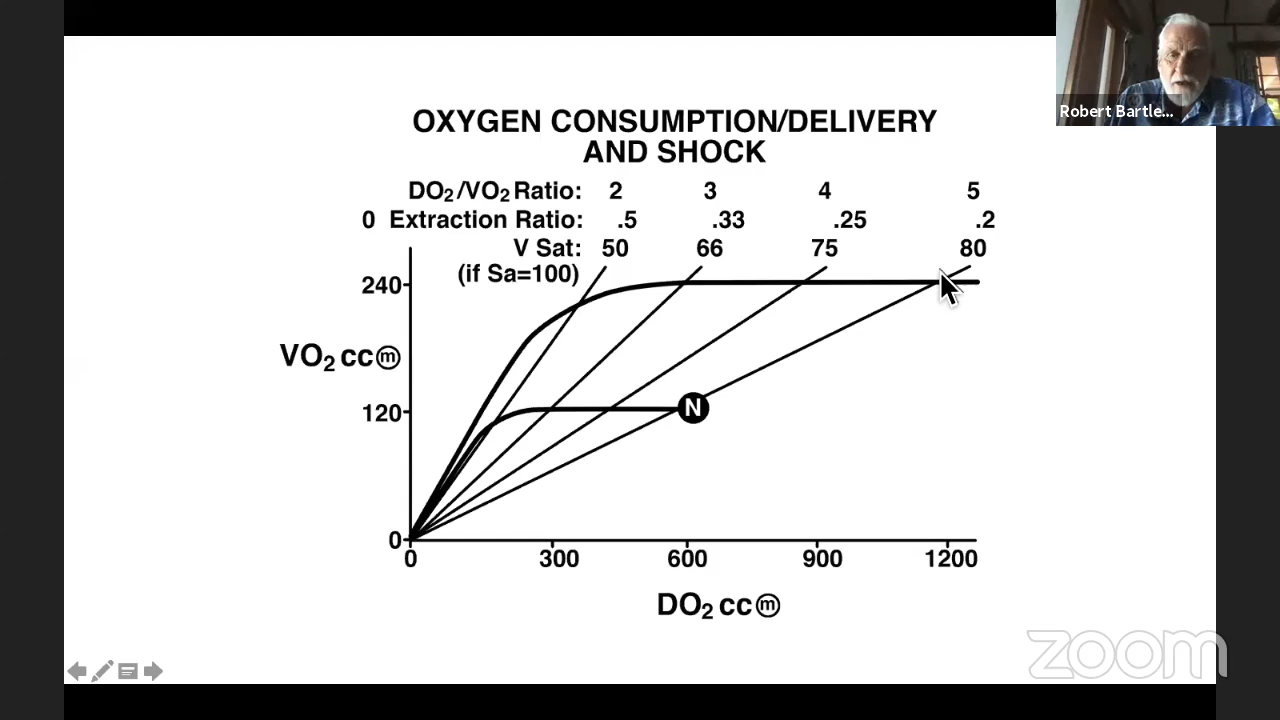 Robert Bartle...
OXYGEN CONSUMPTION/DELIVERY
AND SHOCK
DO₂/VO₂ Ratio: 2 3 4 5
0 Extraction Ratio: .5 .33 .25 .2
V Sat: 50 66 75 80
(if Sa=100)
240
VO₂ ccⓜ
120
N
0
0 300 600 900 1200
DO₂ ccⓜ
zoom